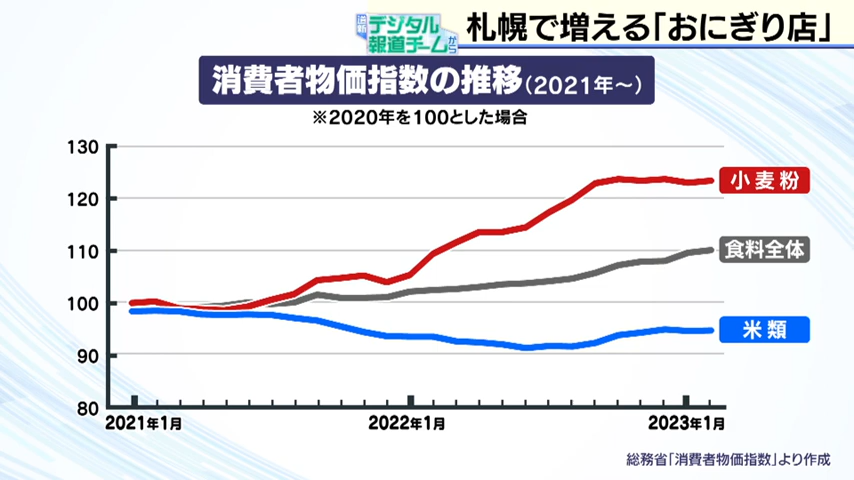 追跡
デジタル
報道チームから
札幌で増える「おにぎり店」
消費者物価指数の推移(2021年～)
※2020年を100とした場合
130
120
110
100
90
80
小麦粉
食料全体
米類
2021年1月
2022年1月
2023年1月
総務省「消費者物価指数」より作成